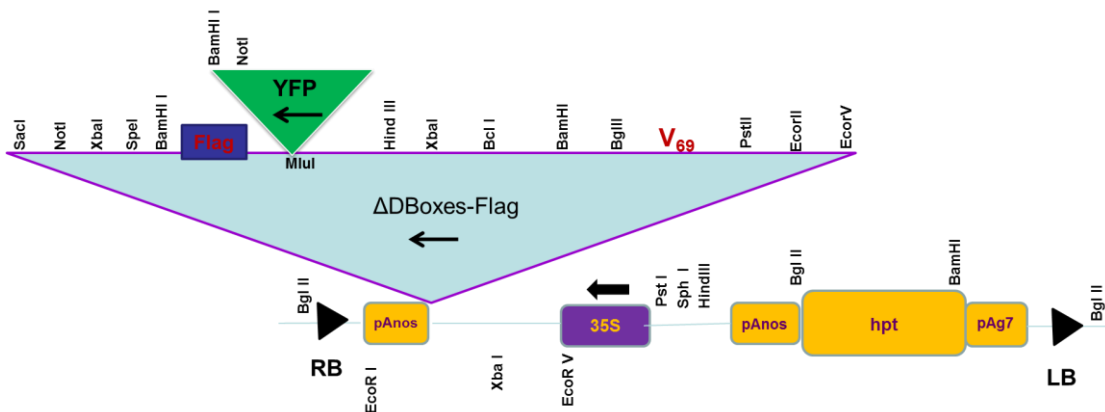 BamHI I
NotI
YFP
SacI
NotI
XbaI
SpeI
BamHI I
Flag
MluI
Hind III
XbaI
Bcl I
BamHI
BglII
V69
PstII
EcorII
EcorV
ΔDBoxes-Flag
Bgl II
RB
pAnos
EcoR I
Xba I
EcoR V
35S
Pst I
Sph I
HindIII
pAnos
Bgl II
hpt
BamHI
pAg7
LB
Bgl II